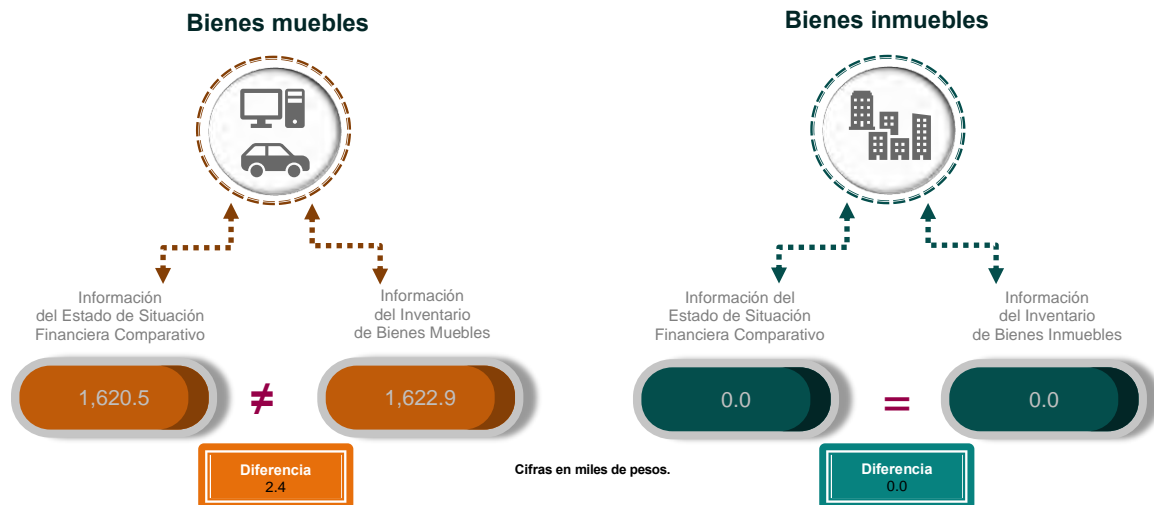 Bienes muebles
Información
del Estado de Situación
Financiera Comparativo
Información
del Inventario
de Bienes Muebles
1,620.5
≠
1,622.9
Diferencia
2.4
Cifras en miles de pesos.
Bienes inmuebles
Información del
Estado de Situación
Financiera Comparativo
Información
del Inventario
de Bienes Inmuebles
0.0
=
0.0
Diferencia
0.0